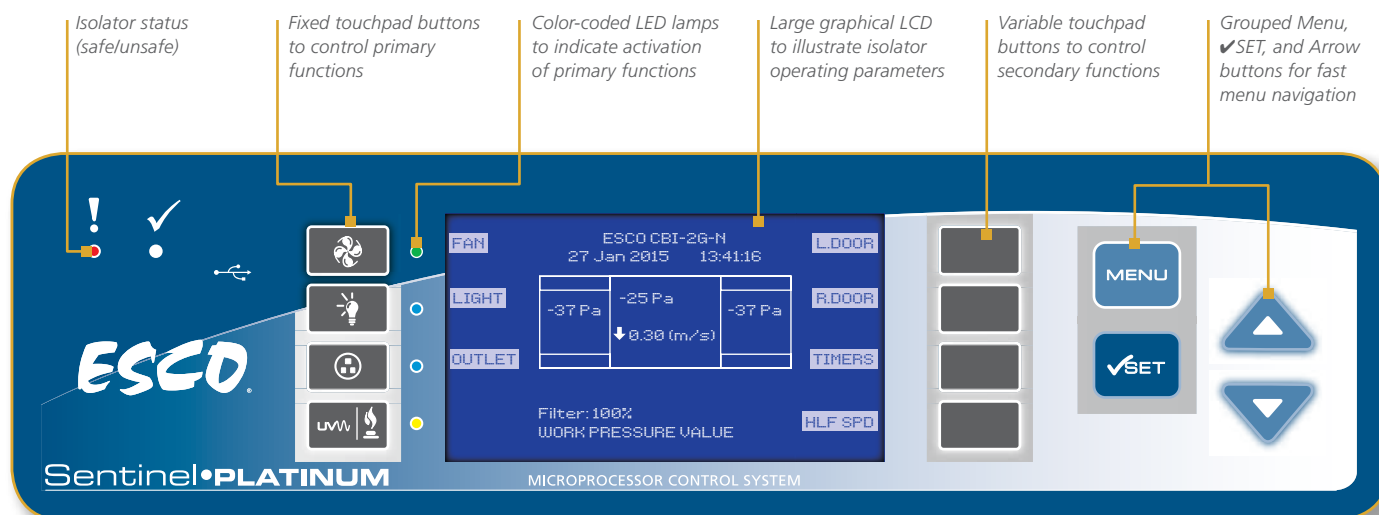 Isolator status
(safe/unsafe)
Fixed touchpad buttons
to control primary
functions
Color-coded LED lamps
to indicate activation
of primary functions
Large graphical LCD
to illustrate isolator
operating parameters
Variable touchpad
buttons to control
secondary functions
Grouped Menu,
✔SET, and Arrow
buttons for fast
menu navigation
!
✓
FAN
ESCO CBI-2G-N
L.DOOR
27 Jan 2015 13:41:16
LIGHT
-37 Pa
-25 Pa
-37 Pa
R.DOOR
0.30 (m/s)
OUTLET
TIMERS
Filter:100%
WORK PRESSURE VALUE
HLF SPD
UV
MENU
✓SET
ESCO®
Sentinel•PLATINUM
MICROPROCESSOR CONTROL SYSTEM